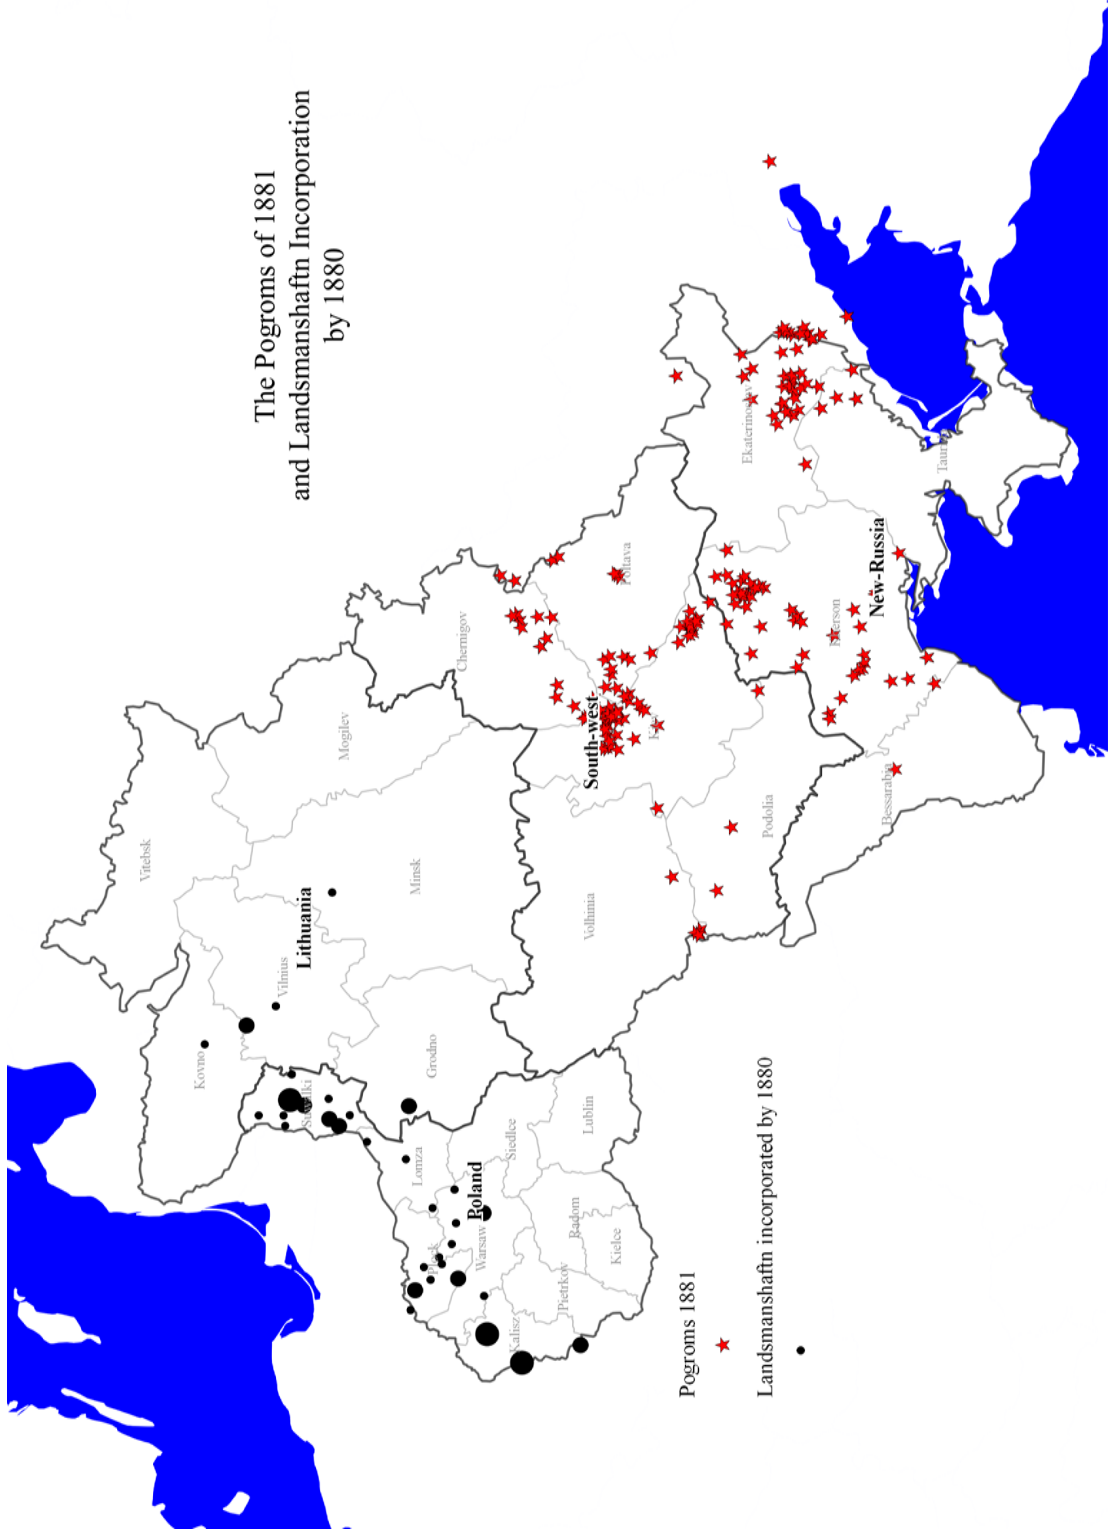 The Pogroms of 1881
and Landsmanshaftn Incorporation
by 1880
Vitebsk
Kovno
Vilnius
Lithuania
Suwalki
Mogilev
Minsk
Lomza
Grodno
Plock
Chernigov
Poland
Warsaw
Siedlce
Kalisz
Pietrkov
Radom
Lublin
Volhinia
South-west
Kielce
Poltava
Ekaterinoslav
Podolia
Kherson
New-Russia
Bessarabia
Pogroms 1881
Landsmanshaftn incorporated by 1880